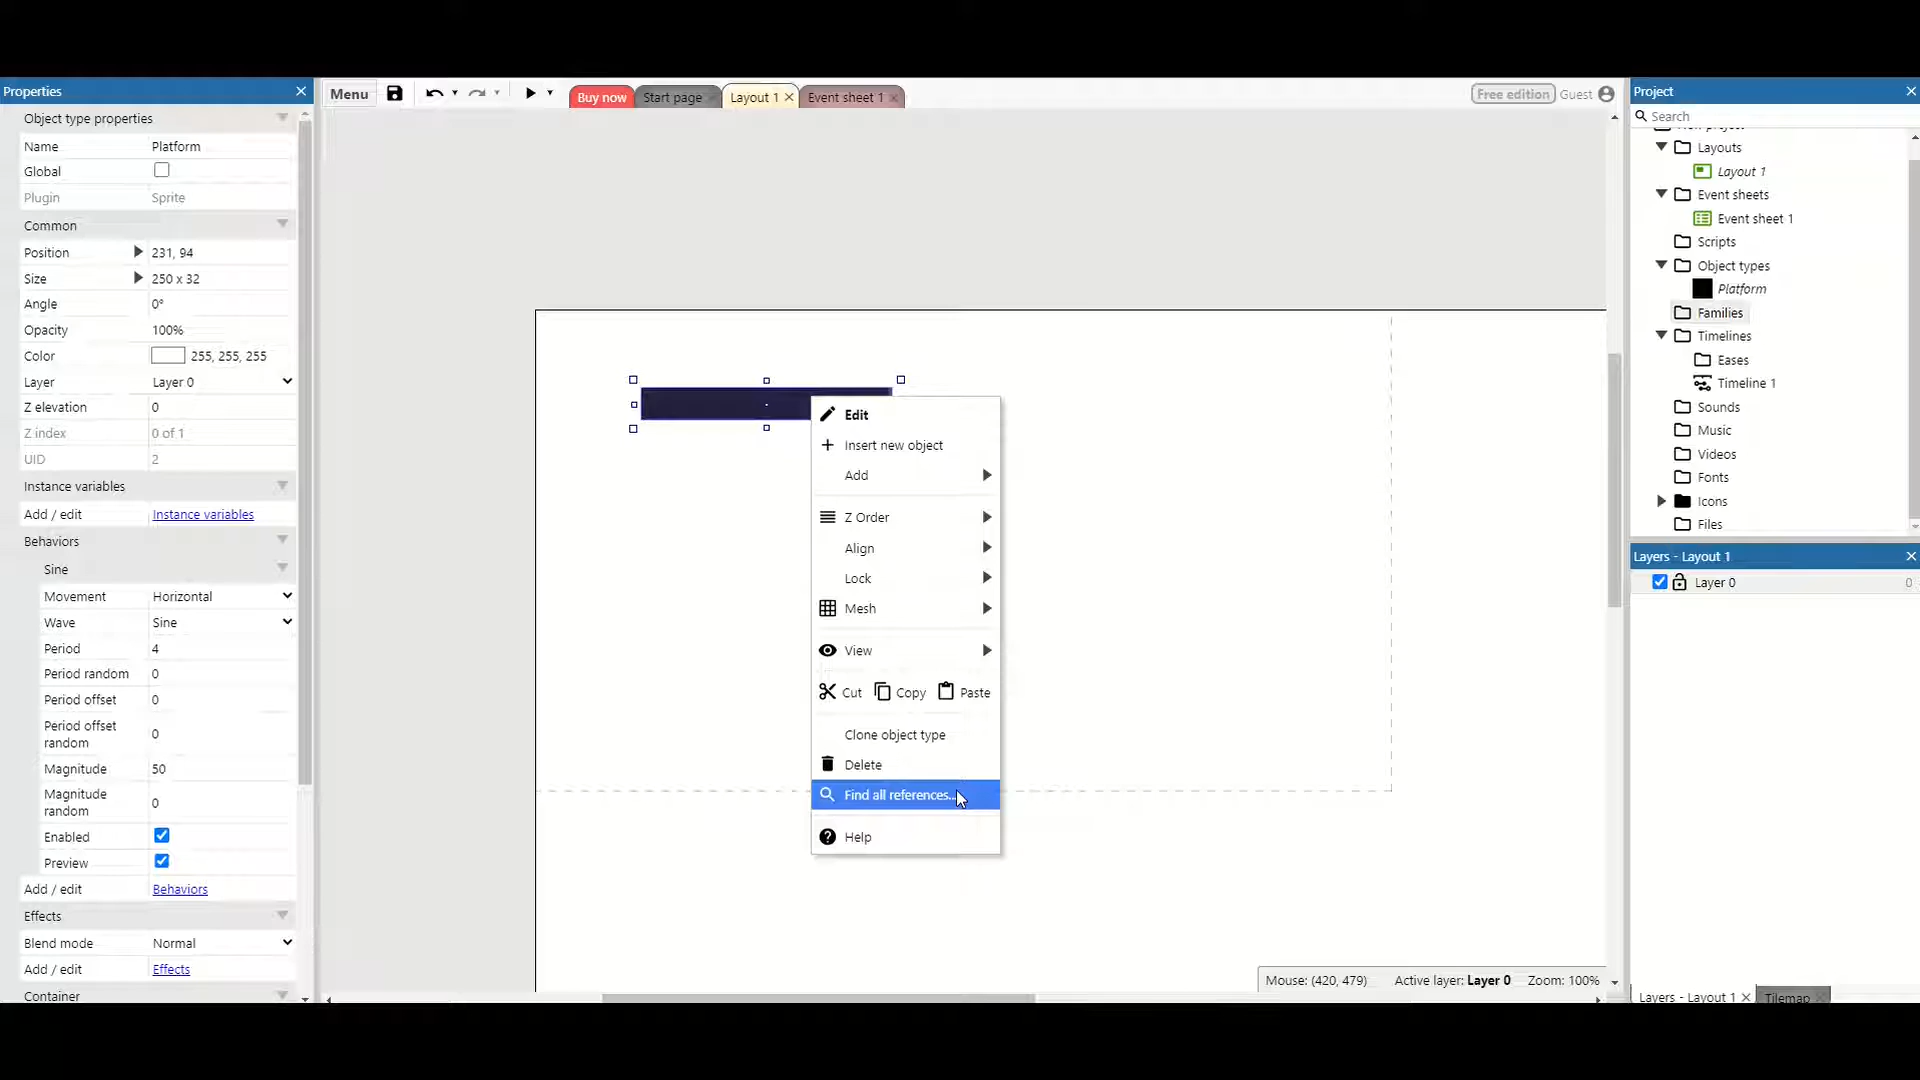 Properties
Object type properties
Name Platform
Global
Plugin Sprite
Common
Position 231, 94
Size 250 x 32
Angle 0°
Opacity 100%
Color 255, 255, 255
Layer Layer 0
Z elevation 0
Z index 0 of 1
UID 2
Instance variables
Add / edit Instance variables
Behaviors
Sine
Movement Horizontal
Wave Sine
Period 4
Period random 0
Period offset 0
Period offset
random 0
Magnitude 50
Magnitude
random 0
Enabled
Preview
Add / edit Behaviors
Effects
Blend mode Normal
Add / edit Effects
Container
Menu
Buy now Start page Layout 1 Event sheet 1
Free edition Guest
Edit
Insert new object
Add
Z Order
Align
Lock
Mesh
View
Cut Copy Paste
Clone object type
Delete
Find all references...
Help
Mouse: (420, 479) Active layer: Layer 0 Zoom: 100%
Project
Search
Layouts
Layout 1
Event sheets
Event sheet 1
Scripts
Object types
Platform
Families
Timelines
Eases
Timeline 1
Sounds
Music
Videos
Fonts
Icons
Files
Layers - Layout 1
Layer 0 0
Layers - Layout 1 Tilemap